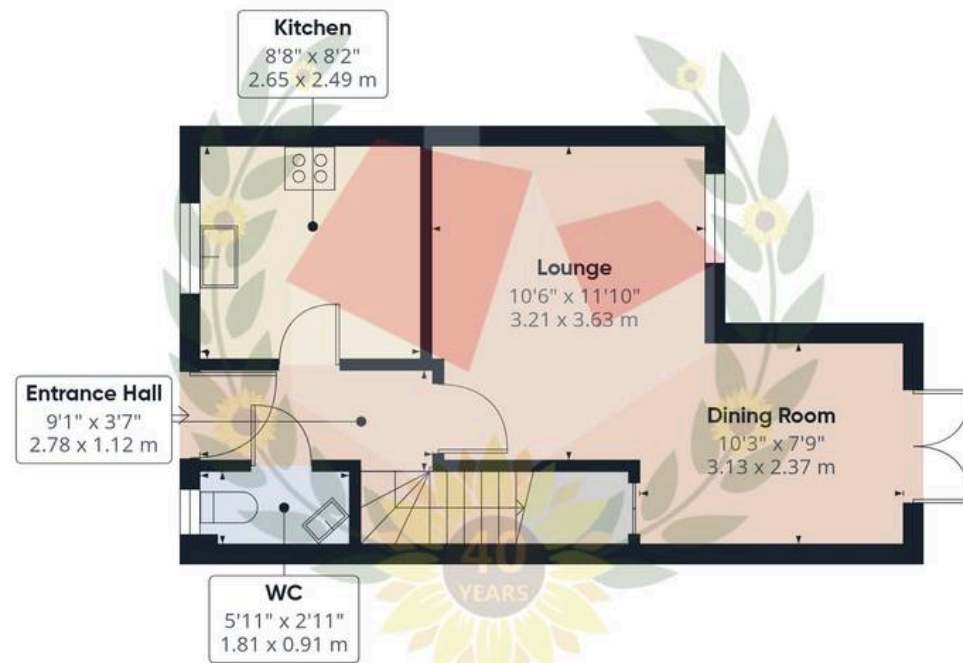 Kitchen
8'8" x 8'2"
2.65 x 2.49 m
Lounge
10'6" x 11'10"
3.21 x 3.63 m
Entrance Hall
9'1" x 3'7"
2.78 x 1.12 m
Dining Room
10'3" x 7'9"
3.13 x 2.37 m
WC
5'11" x 2'11"
1.81 x 0.91 m
40
YEARS